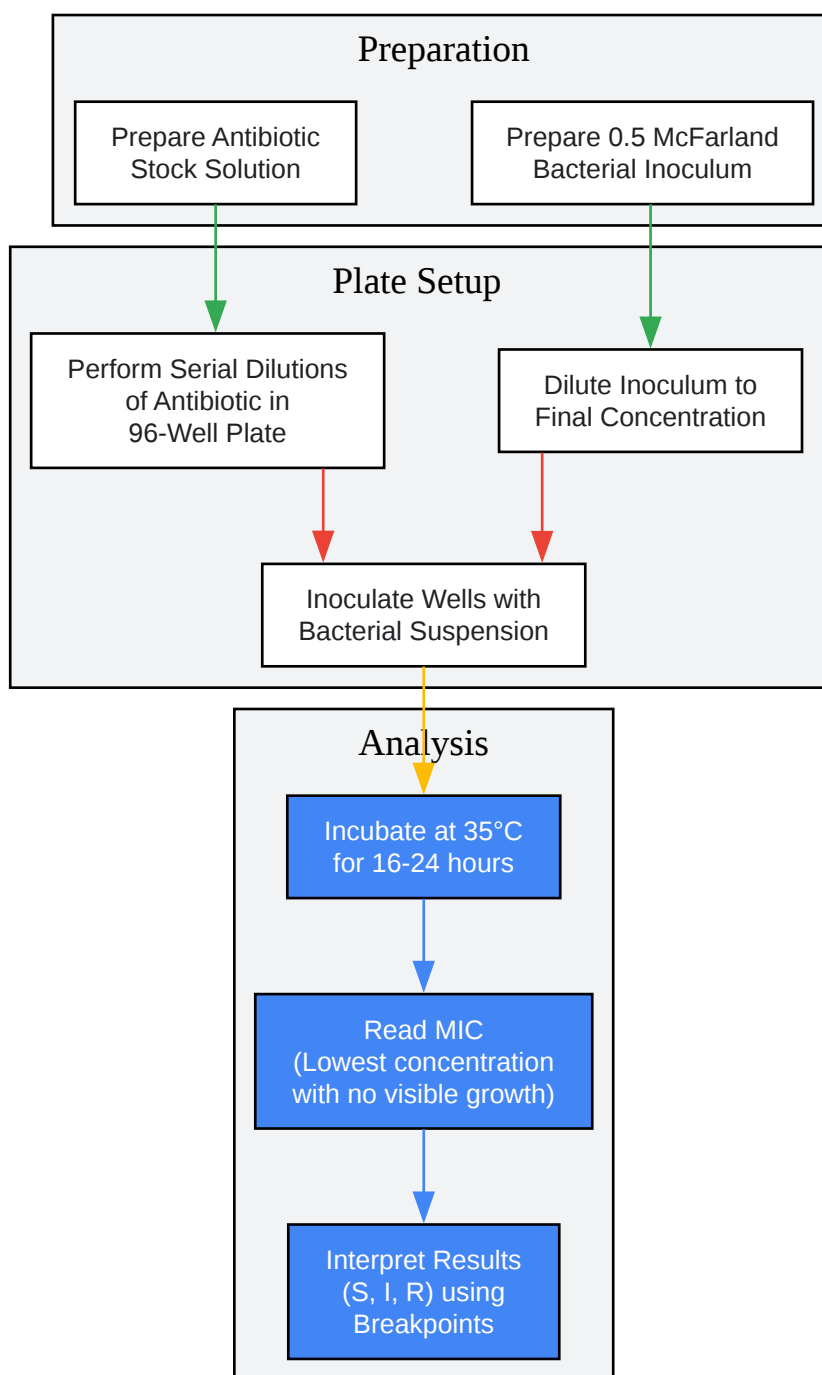 Preparation
Prepare Antibiotic
Stock Solution
Prepare 0.5 McFarland
Bacterial Inoculum
Plate Setup
Perform Serial Dilutions
of Antibiotic in
96-Well Plate
Dilute Inoculum to
Final Concentration
Inoculate Wells with
Bacterial Suspension
Analysis
Incubate at 35°C
for 16-24 hours
Read MIC
(Lowest concentration
with no visible growth)
Interpret Results
(S, I, R) using
Breakpoints